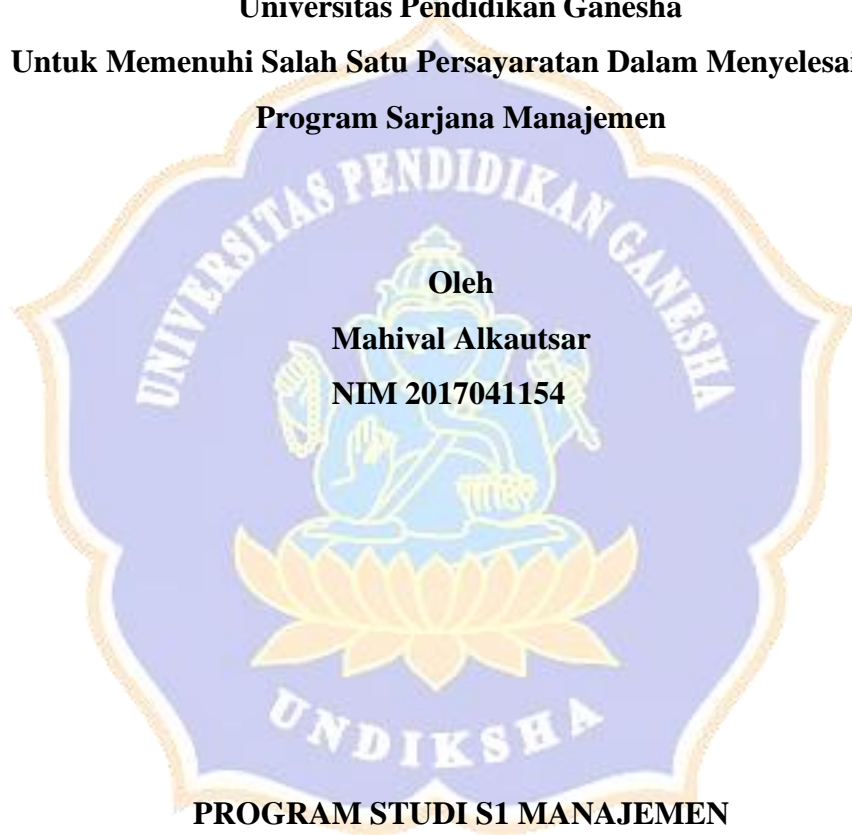 Universitas Pendidikan Ganesha
Untuk Memenuhi Salah Satu Persayaratan Dalam Menyelesai
Program Sarjana Manajemen
UNIVERSITAS PENDIDIKAN GANESHA
Oleh
Mahival Alkautsar
NIM 2017041154
UNDIKSHA
PROGRAM STUDI S1 MANAJEMEN